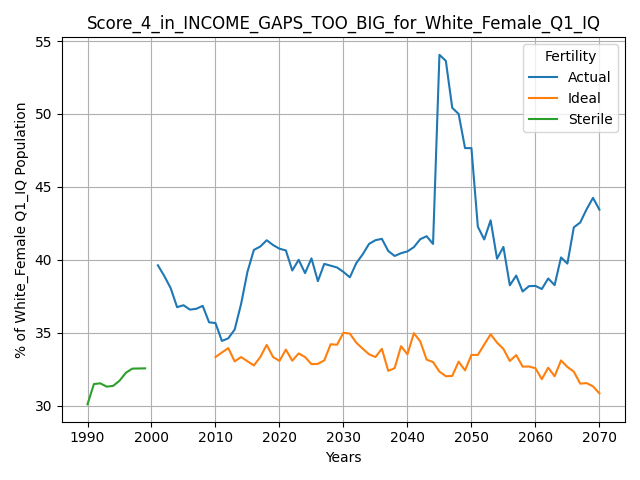 Score_4_in_INCOME_GAPS_TOO_BIG_for_White_Female_Q1_IQ
Fertility
Actual
Ideal
Sterile
% of White_Female Q1_IQ Population
55
50
45
40
35
30
1990 2000 2010 2020 2030 2040 2050 2060 2070
Years